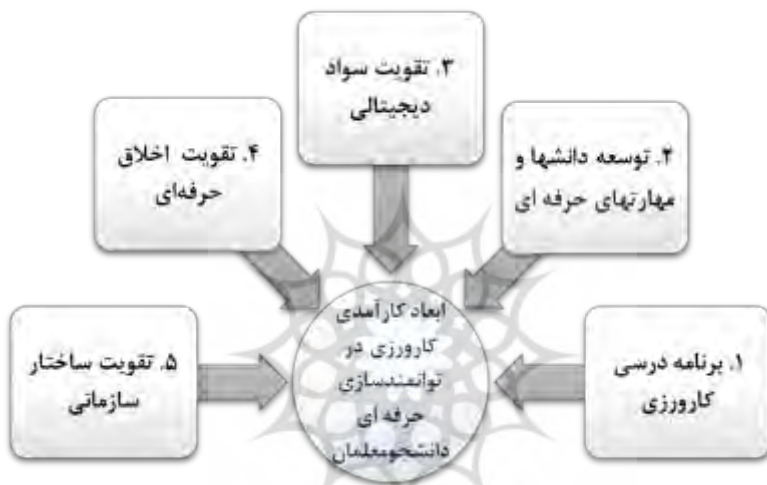 ۳. تقویت سواد
دیجیتالی
۲. توسعه دانشها و
مهارتهای حرفه ای
۴. تقویت اخلاق
حرفه‌ای
۱. برنامه درسی
کارورزی
ابعاد کارآمدی
کارورزی در
توانمندسازی
حرفه ای
دانشجومعلمان
۵. تقویت ساختار
سازمانی